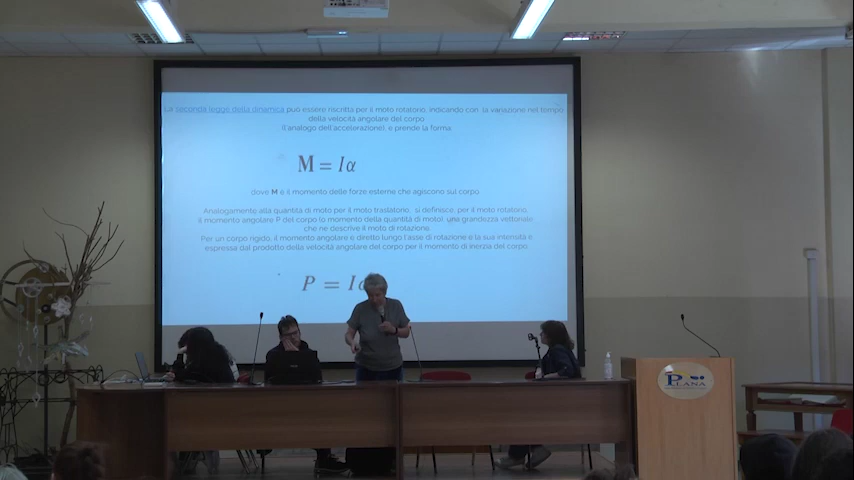 La seconda legge della dinamica può essere riscritta per il moto rotatorio, indicando con la variazione nel tempo
della velocità angolare del corpo
(l'analogo dell'accelerazione), e prende la forma:
M = Iα
dove M è il momento delle forze esterne che agiscono sul corpo.
Analogamente alla quantità di moto per il moto traslatorio, si definisce, per il moto rotatorio,
il momento angolare P del corpo (o momento della quantità di moto), una grandezza vettoriale
che ne descrive il moto di rotazione.
Per un corpo rigido, il momento angolare è diretto lungo l'asse di rotazione e la sua intensità è
espressa dal prodotto della velocità angolare del corpo per il momento di inerzia del corpo:
P = I
PLANA